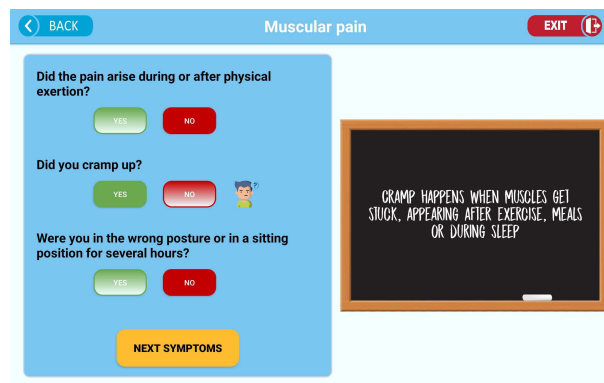 BACK
Muscular pain
EXIT
Did the pain arise during or after physical
exertion?
YES
NO
Did you cramp up?
YES
NO
?
Were you in the wrong posture or in a sitting
position for several hours?
YES
NO
NEXT SYMPTOMS
CRAMP HAPPENS WHEN MUSCLES GET
STUCK, APPEARING AFTER EXERCISE, MEALS
OR DURING SLEEP